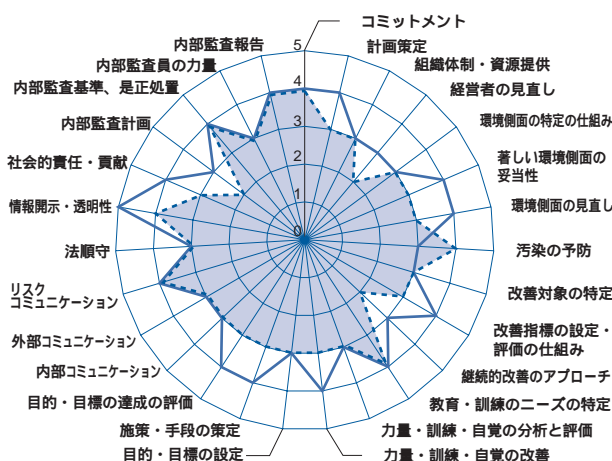 コミットメント
計画策定
組織体制・資源提供
経営者の見直し
環境側面の特定の仕組み
著しい環境側面の
妥当性
環境側面の見直し
汚染の予防
改善対象の特定
改善指標の設定・
評価の仕組み
継続的改善のアプローチ
教育・訓練のニーズの特定
力量・訓練・自覚の分析と評価
力量・訓練・自覚の改善
目的・目標の設定
施策・手段の策定
目的・目標の達成の評価
内部コミュニケーション
外部コミュニケーション
リスク
コミュニケーション
法順守
情報開示・透明性
社会的責任・貢献
内部監査計画
内部監査基準、是正処置
内部監査員の力量
内部監査報告
5
4
3
2
1
0